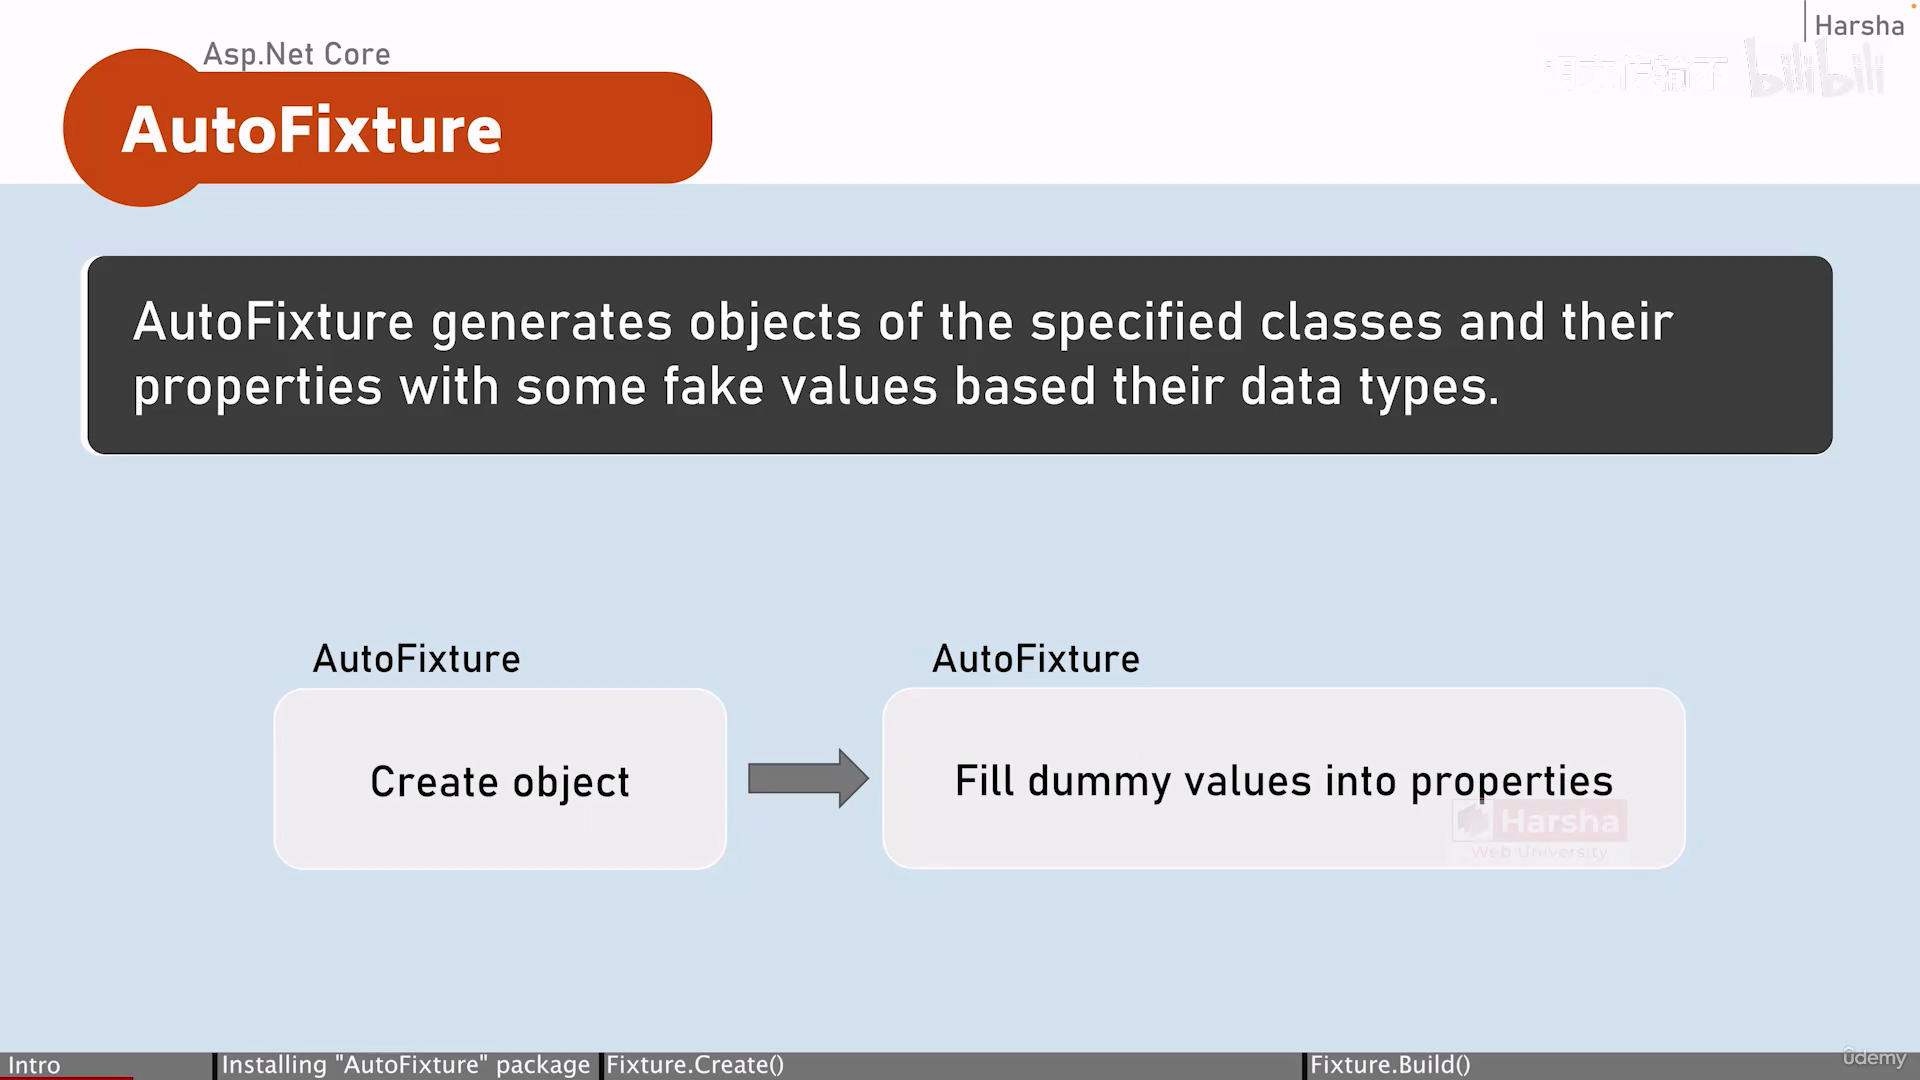 Asp.Net Core
Harsha
bilibili
AutoFixture
AutoFixture generates objects of the specified classes and their
properties with some fake values based their data types.
AutoFixture
AutoFixture
Create object
Fill dummy values into properties
Harsha
Web University
Intro
Installing "AutoFixture" package
Fixture.Create()
Fixture.Build()
ûdemy